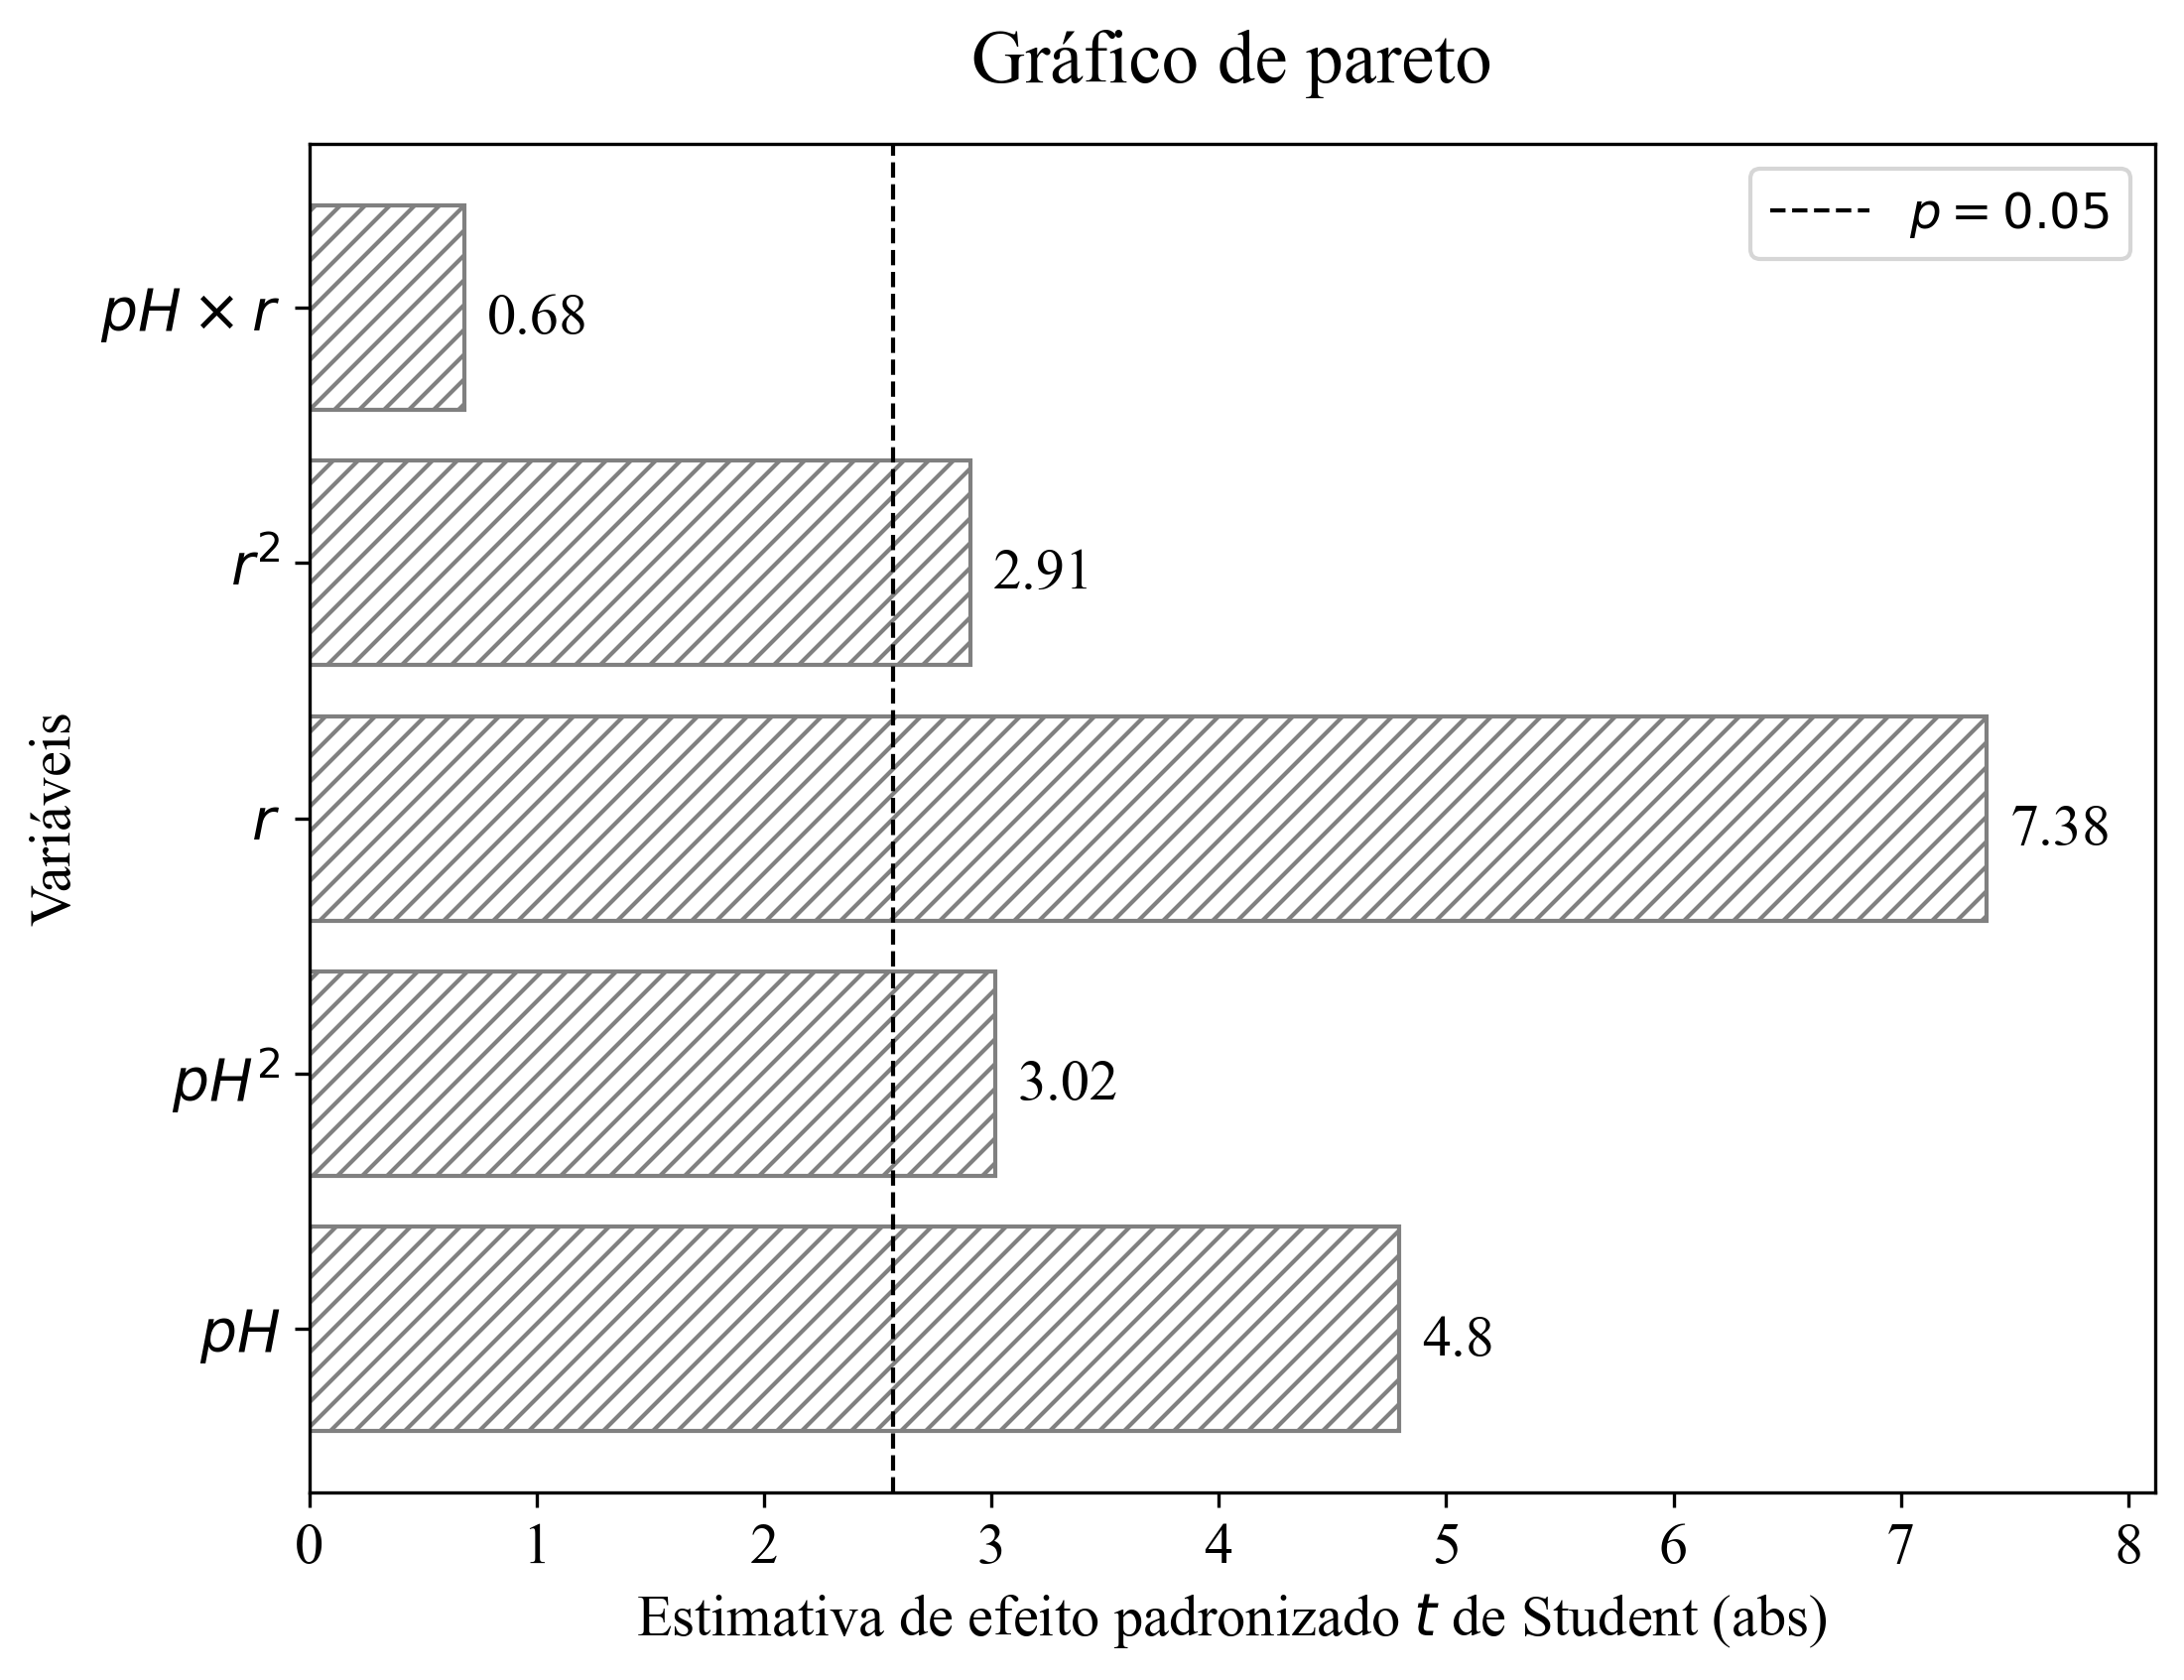 Gráfico de pareto
p = 0.05
pH × r
0.68
r²
2.91
Variáveis
r
7.38
pH²
3.02
pH
4.8
0 1 2 3 4 5 6 7 8
Estimativa de efeito padronizado t de Student (abs)